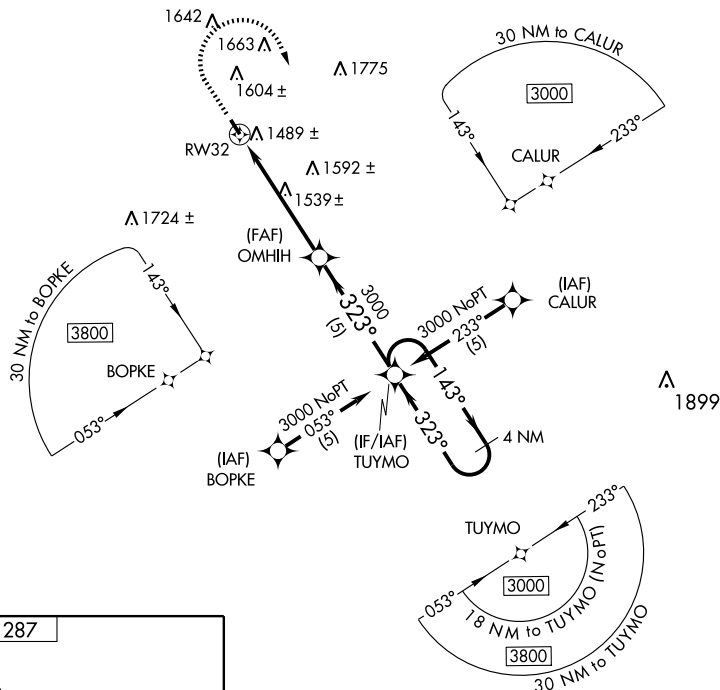 1642
1663
1604 ±
1775
1489 ±
RW32
1592 ±
1539 ±
1724 ±
30 NM to CALUR
3000
143°
233°
CALUR
(FAF)
OMHIH
3000
323°
(5)
(IAF)
CALUR
3000 NoPT
233°
(5)
30 NM to BOPKE
143°
3800
BOPKE
053°
3000 NoPT
053°
(5)
(IAF)
BOPKE
(IF/IAF)
TUYMO
143°
323°
4 NM
1899
TUYMO
233°
053°
3000
18 NM to TUYMO (NoPT)
3800
30 NM to TUYMO
287